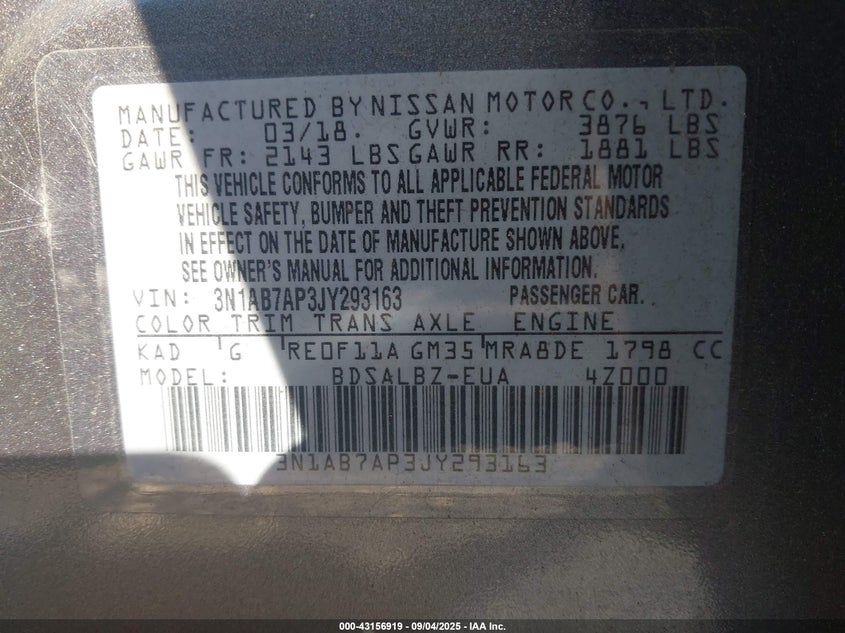 MANUFACTURED BY NISSAN MOTOR CO., LTD.
DATE: 03/18. GVWR: 3876 LBS
GAWR FR: 2143 LBS GAWR RR: 1881 LBS
THIS VEHICLE CONFORMS TO ALL APPLICABLE FEDERAL MOTOR
VEHICLE SAFETY, BUMPER AND THEFT PREVENTION STANDARDS
IN EFFECT ON THE DATE OF MANUFACTURE SHOWN ABOVE.
SEE OWNER'S MANUAL FOR ADDITIONAL INFORMATION.
VIN: 3N1AB7AP3JY293163 PASSENGER CAR.
COLOR TRIM TRANS AXLE ENGINE
KAD G RE0F11A GM35 MRA8DE 1798 CC
MODEL: BDSALBZ-EUA 4Z000
3N1AB7AP3JY293163
000-43156919 - 09/04/2025 - IAA Inc.